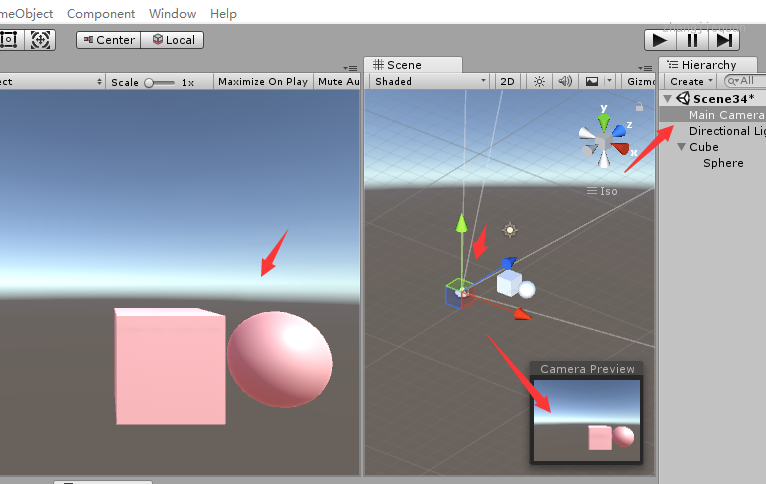 meObject Component Window Help
Center Local
ect Scale 1x Maximize On Play Mute Au
Scene
Shaded 2D Gizmo
y
z
x
Iso
Camera Preview
Hierarchy
Create All
Scene34*
Main Camera
Directional Lig
Cube
Sphere